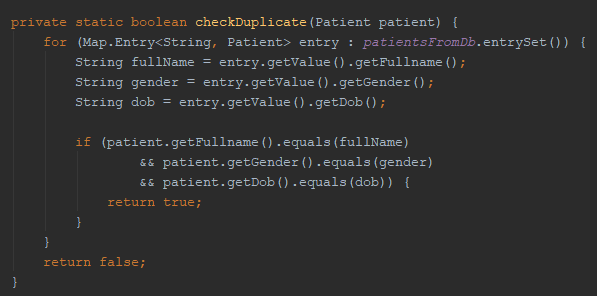 private static boolean checkDuplicate(Patient patient) {
    for (Map.Entry<String, Patient> entry : patientsFromDb.entrySet()) {
        String fullName = entry.getValue().getFullname();
        String gender = entry.getValue().getGender();
        String dob = entry.getValue().getDob();

        if (patient.getFullname().equals(fullName)
                && patient.getGender().equals(gender)
                && patient.getDob().equals(dob)) {
            return true;
        }
    }
    return false;
}